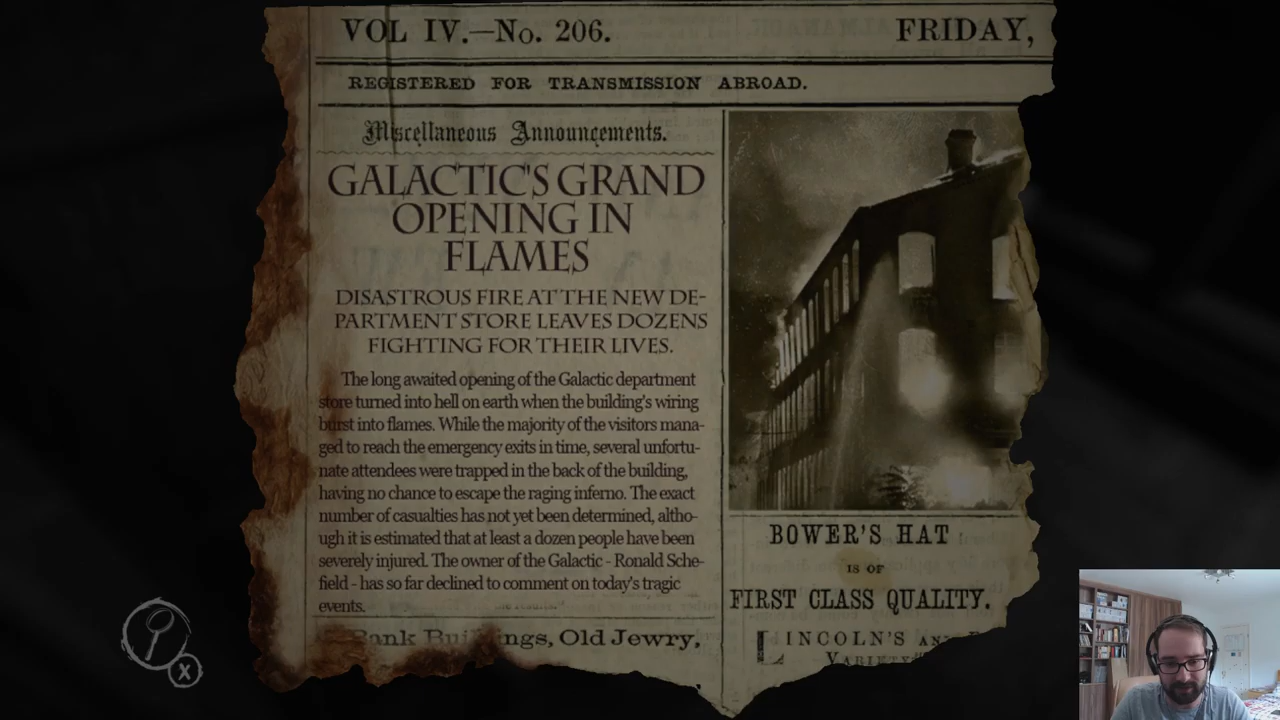 VOL IV.—No. 206.
FRIDAY,
REGISTERED FOR TRANSMISSION ABROAD.
Miscellaneous Announcements.
GALACTIC'S GRAND
OPENING IN
FLAMES
DISASTROUS FIRE AT THE NEW DE-
PARTMENT STORE LEAVES DOZENS
FIGHTING FOR THEIR LIVES.
The long awaited opening of the Galactic department
store turned into hell on earth when the building's wiring
burst into flames. While the majority of the visitors mana-
ged to reach the emergency exits in time, several unfortu-
nate attendees were trapped in the back of the building,
having no chance to escape the raging inferno. The exact
number of casualties has not yet been determined, altho-
ugh it is estimated that at least a dozen people have been
severely injured. The owner of the Galactic - Ronald Sche-
field - has so far declined to comment on today's tragic
events.
Bank Buildings, Old Jewry,
BOWER'S HAT
IS OF
FIRST CLASS QUALITY.
LINCOLN'S
X